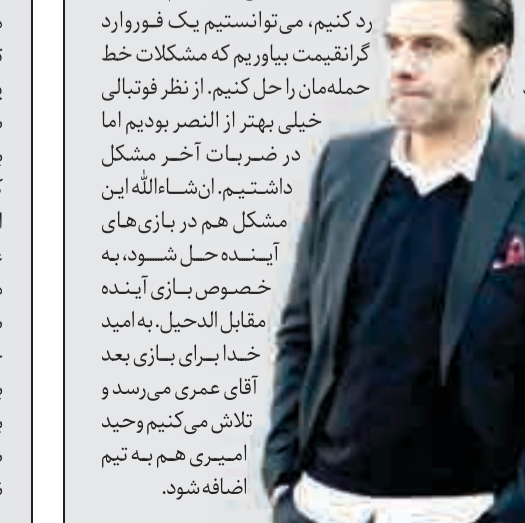 رد کنیم، می‌توانستیم یک فوروارد
گرانقیمت بیاوریم که مشکلات خط
حمله‌مان را حل کنیم. از نظر فوتبالی
خیلی بهتر از النصر بودیم اما
در ضربات آخر مشکل
داشتیم. ان‌شاءالله این
مشکل هم در بازی‌های
آینده حل شود، به
خصوص بازی آینده
مقابل الدحیل. به امید
خدا برای بازی بعد
آقای عمری می‌رسد و
تلاش می‌کنیم وحید
امیری هم به تیم
اضافه شود.